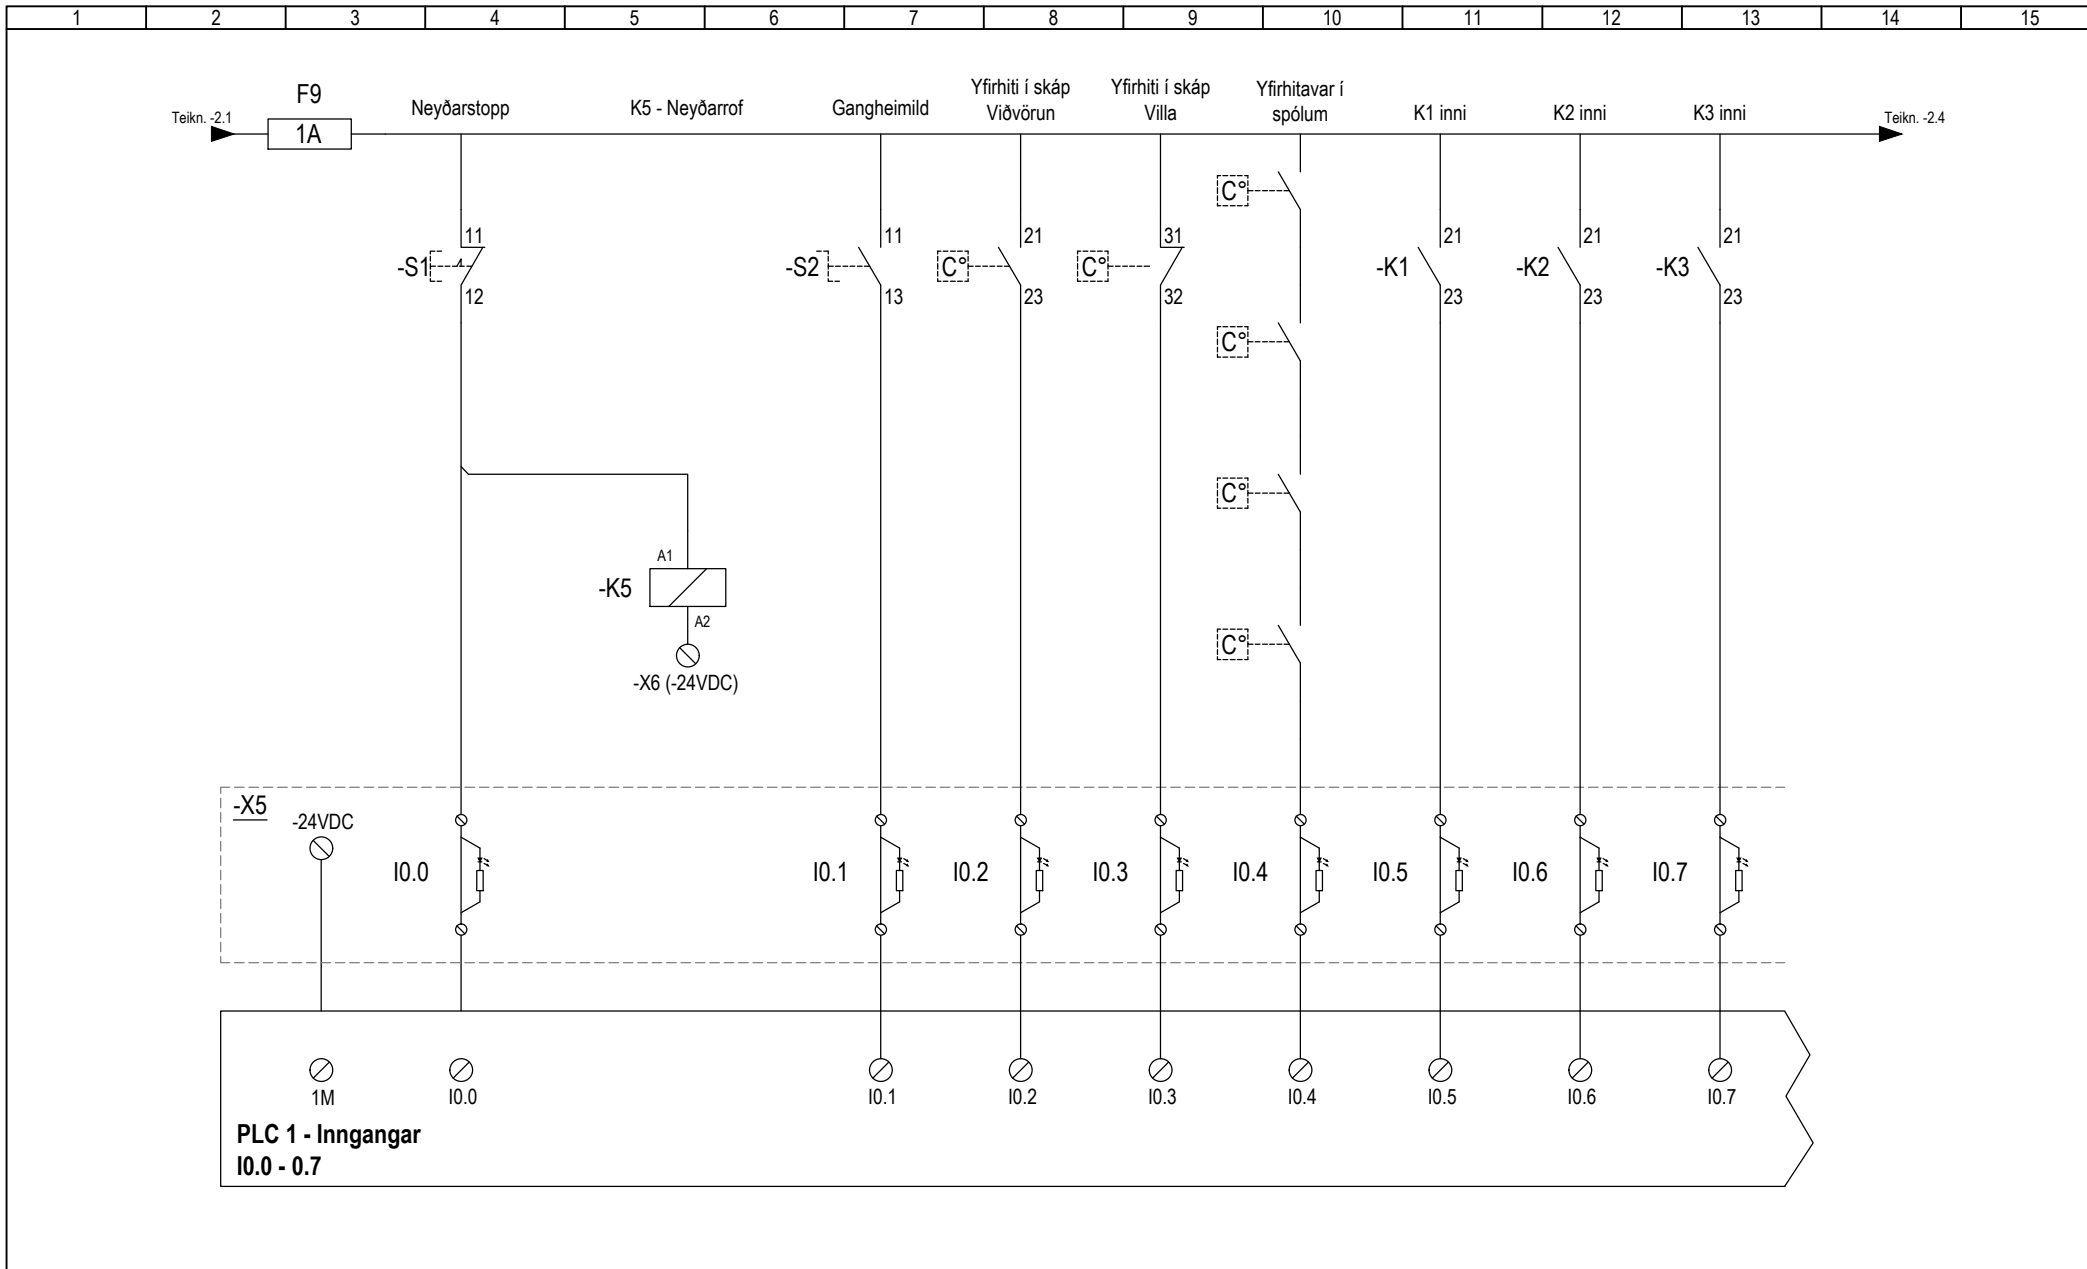 1 2 3 4 5 6 7 8 9 10 11 12 13 14 15
Teikn. -2.1
F9
1A
Neyðarstopp
K5 - Neyðarrof
Gangheimild
Yfirhiti í skáp
Viðvörun
Yfirhiti í skáp
Villa
Yfirhitavar í
spólum
K1 inni
K2 inni
K3 inni
Teikn. -2.4
C°
11 11 21 31 21 21 21
-S1 -S2 C° C° -K1 -K2 -K3
12 13 23 32 23 23 23
C°
C°
A1
-K5
A2
C°
-X6 (-24VDC)
-X5
-24VDC
I0.0 I0.1 I0.2 I0.3 I0.4 I0.5 I0.6 I0.7
1M I0.0 I0.1 I0.2 I0.3 I0.4 I0.5 I0.6 I0.7
PLC 1 - Inngangar
I0.0 - 0.7